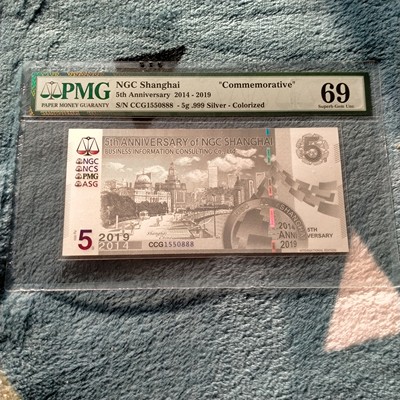 PMG
PAPER MONEY GUARANTY
NGC Shanghai "Commemorative"
5th Anniversary 2014 - 2019
S/N CCG1550888 - 5g .999 Silver - Colorized
69
Superb Gem Unc
5th ANNIVERSARY of NGC SHANGHAI
BUSINESS INFORMATION CONSULTING Co.
5
NGC
NCS
PMG
ASG
5
2019
2014
CCG1550888
2014
5TH
ANNIVERSARY
2019